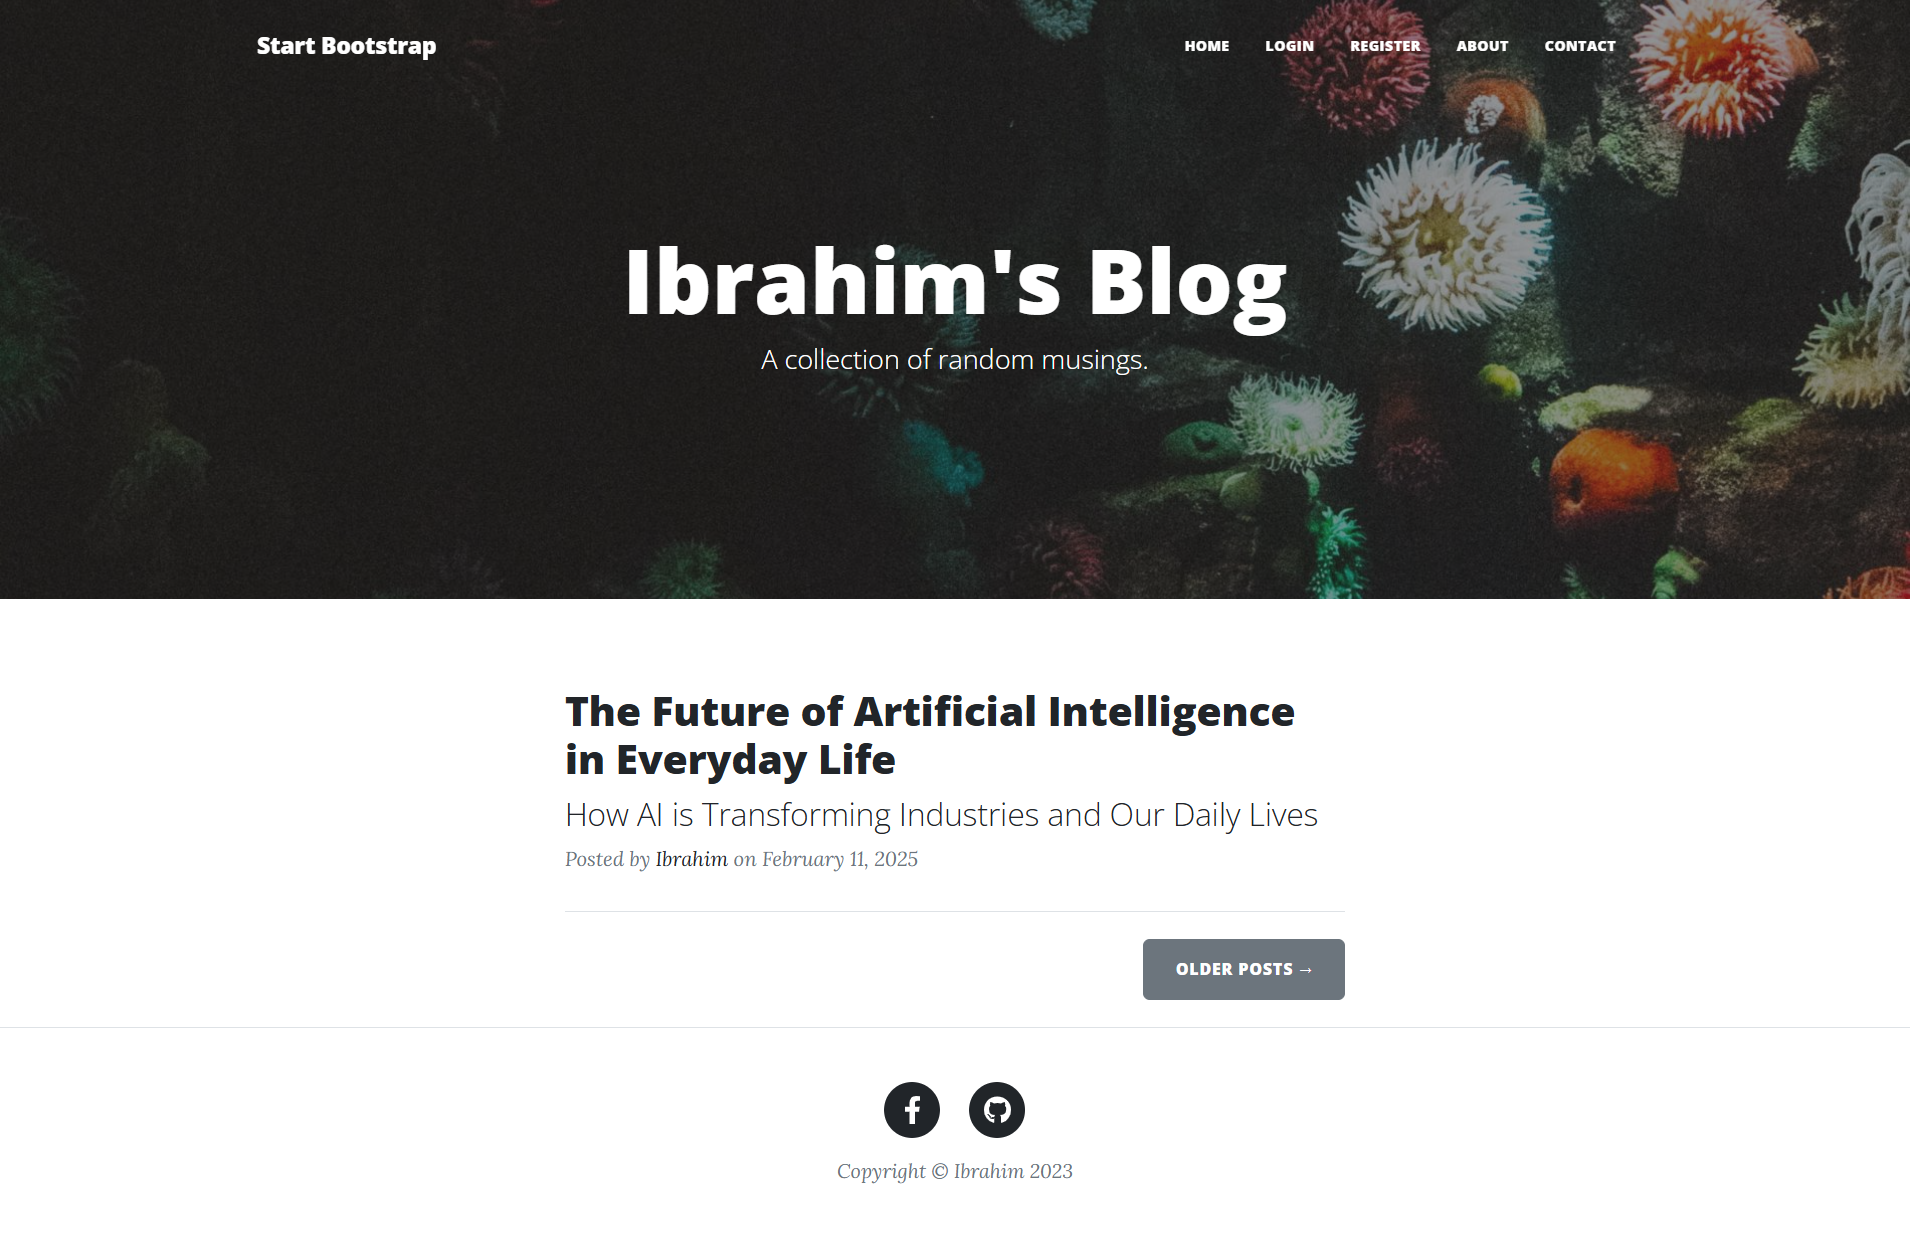 Start Bootstrap
HOME LOGIN REGISTER ABOUT CONTACT
Ibrahim's Blog
A collection of random musings.
The Future of Artificial Intelligence
in Everyday Life
How AI is Transforming Industries and Our Daily Lives
Posted by Ibrahim on February 11, 2025
OLDER POSTS →
Copyright © Ibrahim 2023